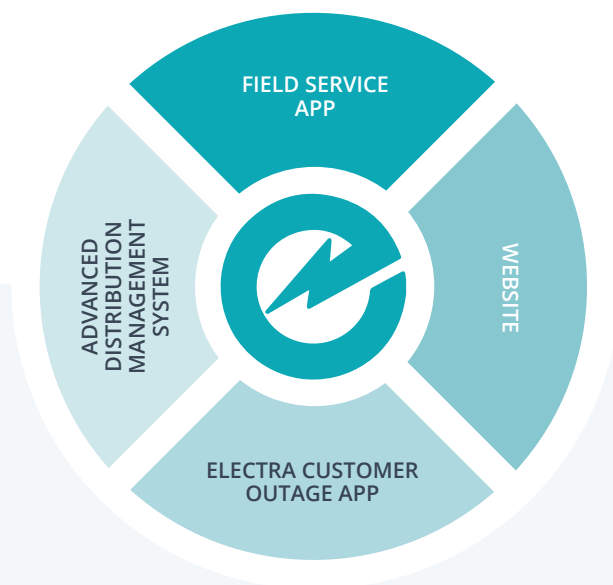 FIELD SERVICE
APP
WEBSITE
ELECTRA CUSTOMER
OUTAGE APP
ADVANCED
DISTRIBUTION
MANAGEMENT
SYSTEM